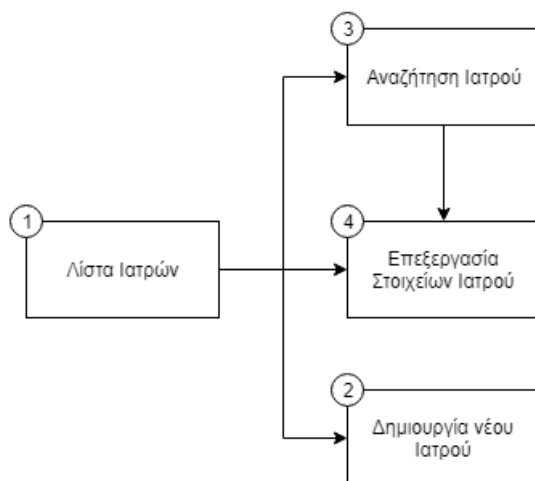 3
Αναζήτηση Ιατρού
1
Λίστα Ιατρών
4
Επεξεργασία
Στοιχείων Ιατρού
2
Δημιουργία νέου
Ιατρού